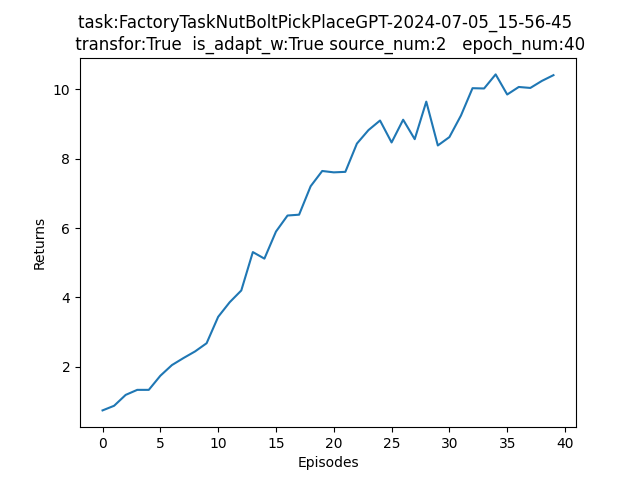 task:FactoryTaskNutBoltPickPlaceGPT-2024-07-05_15-56-45
transfor:True  is_adapt_w:True source_num:2   epoch_num:40
10
8
6
4
2
Returns
0 5 10 15 20 25 30 35 40
Episodes